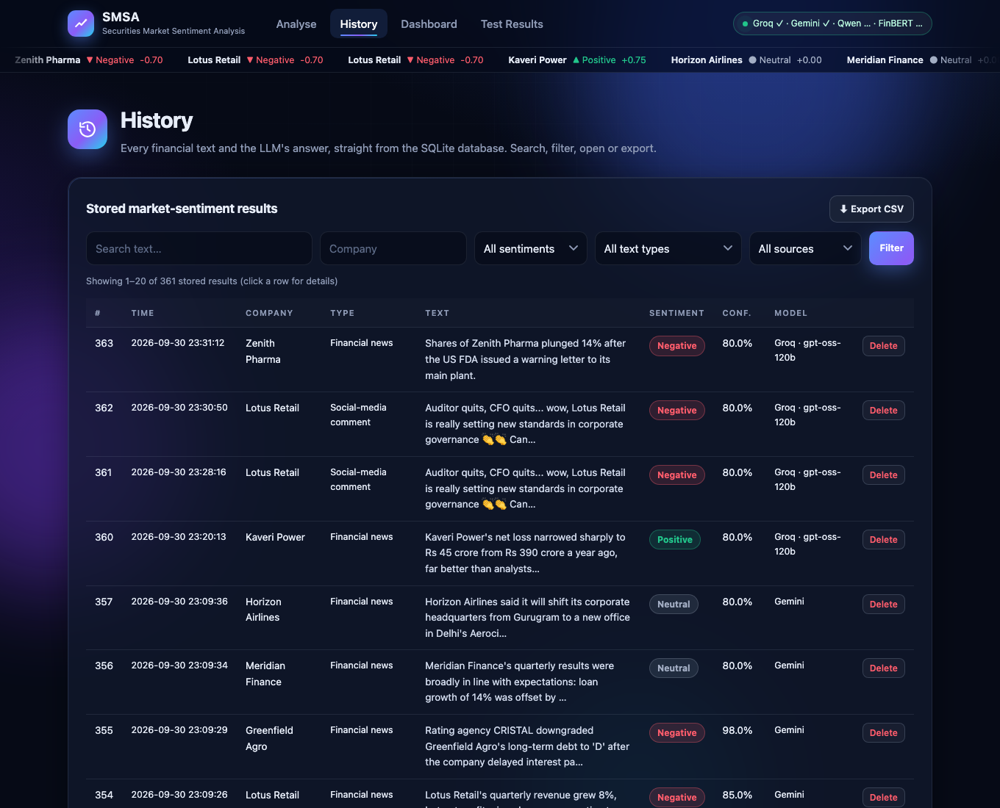 SMSA
Securities Market Sentiment Analysis
Analyse
History
Dashboard
Test Results
Groq ✓ · Gemini ✓ · Qwen ... · FinBERT ...
Zenith Pharma ▼ Negative -0.70
Lotus Retail ▼ Negative -0.70
Lotus Retail ▼ Negative -0.70
Kaveri Power ▲ Positive +0.75
Horizon Airlines ● Neutral +0.00
Meridian Finance ● Neutral +0.0
History
Every financial text and the LLM's answer, straight from the SQLite database. Search, filter, open or export.
Stored market-sentiment results
⬇ Export CSV
Search text...
Company
All sentiments
All text types
All sources
Filter
Showing 1–20 of 361 stored results (click a row for details)
# TIME COMPANY TYPE TEXT SENTIMENT CONF. MODEL
363 2026-09-30 23:31:12 Zenith Financial news Shares of Zenith Pharma plunged 14% after Negative 80.0% Groq · gpt-oss- Delete
Pharma the US FDA issued a warning letter to its 120b
main plant.
362 2026-09-30 23:30:50 Lotus Retail Social-media Auditor quits, CFO quits... wow, Lotus Retail Negative 80.0% Groq · gpt-oss- Delete
comment is really setting new standards in corporate 120b
governance 👏👏 Can...
361 2026-09-30 23:28:16 Lotus Retail Social-media Auditor quits, CFO quits... wow, Lotus Retail Negative 80.0% Groq · gpt-oss- Delete
comment is really setting new standards in corporate 120b
governance 👏👏 Can...
360 2026-09-30 23:20:13 Kaveri Power Financial news Kaveri Power's net loss narrowed sharply to Positive 80.0% Groq · gpt-oss- Delete
Rs 45 crore from Rs 390 crore a year ago, 120b
far better than analysts...
357 2026-09-30 23:09:36 Horizon Financial news Horizon Airlines said it will shift its corporate Neutral 80.0% Gemini Delete
Airlines headquarters from Gurugram to a new office
in Delhi's Aeroci...
356 2026-09-30 23:09:34 Meridian Financial news Meridian Finance's quarterly results were Neutral 80.0% Gemini Delete
Finance broadly in line with expectations: loan
growth of 14% was offset by ...
355 2026-09-30 23:09:29 Greenfield Financial news Rating agency CRISTAL downgraded Negative 98.0% Gemini Delete
Agro Greenfield Agro's long-term debt to 'D' after
the company delayed interest pa...
354 2026-09-30 23:09:26 Lotus Retail Financial news Lotus Retail's quarterly revenue grew 8%, Negative 85.0% Gemini Delete